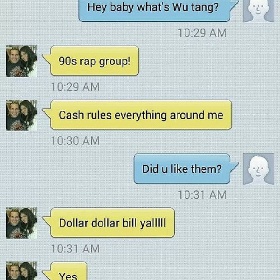 Hey baby what's Wu tang?
10:29 AM
90s rap group!
10:29 AM
Cash rules everything around me
10:30 AM
Did u like them?
10:31 AM
Dollar dollar bill yalllll
10:31 AM
Yes